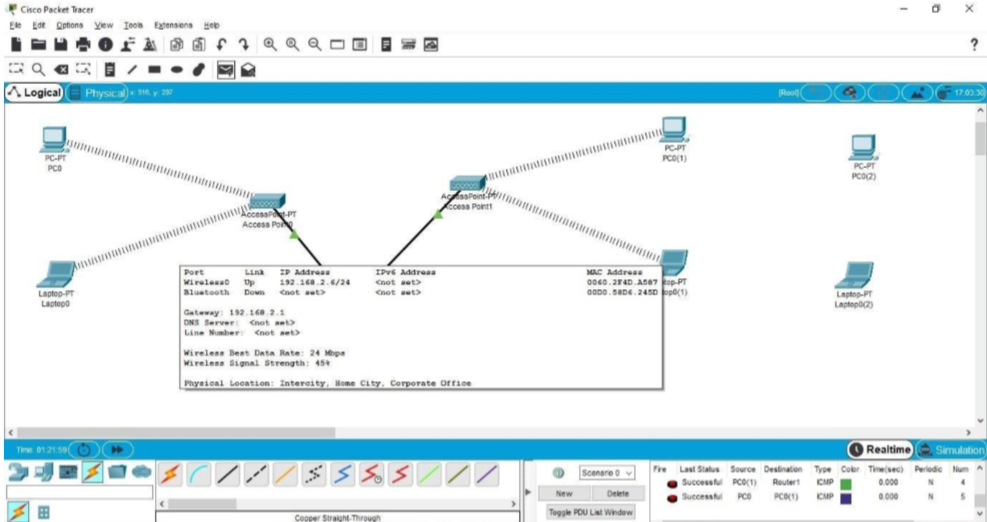 Cisco Packet Tracer
File Edit Options View Tools Extensions Help
?
Logical Physical x: 916, y: 297 [Root] 17:03:30
PC-PT
PC0
AccessPoint-PT
Access Point0
Laptop-PT
Laptop0
PC-PT
PC0(1)
AccessPoint-PT
Access Point1
PC-PT
PC0(2)
Laptop-PT
Laptop0(2)
Port Link IP Address IPv6 Address MAC Address
Wireless0 Up 192.168.2.6/24 <not set> 0060.2F4D.A587
Bluetooth Down <not set> <not set> 00D0.58D6.245D
Gateway: 192.168.2.1
DNS Server: <not set>
Line Number: <not set>
Wireless Best Data Rate: 24 Mbps
Wireless Signal Strength: 45%
Physical Location: Intercity, Home City, Corporate Office
Time: 01:21:59 Realtime Simulation
Scenario 0
New Delete
Toggle PDU List Window
Fire Last Status Source Destination Type Color Time(sec) Periodic Num
Successful PC0(1) Router1 ICMP 0.000 N 4
Successful PC0 PC0(1) ICMP 0.000 N 5
Copper Straight-Through